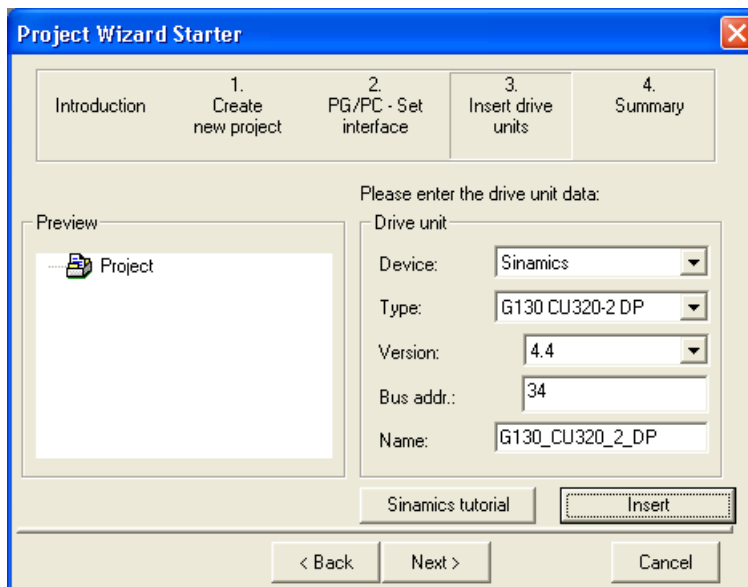 Project Wizard Starter
Introduction
1.
Create
new project
2.
PG/PC - Set
interface
3.
Insert drive
units
4.
Summary
Please enter the drive unit data:
Preview
Project
Drive unit
Device: Sinamics
Type: G130 CU320-2 DP
Version: 4.4
Bus addr.: 34
Name: G130_CU320_2_DP
Sinamics tutorial Insert
< Back Next > Cancel